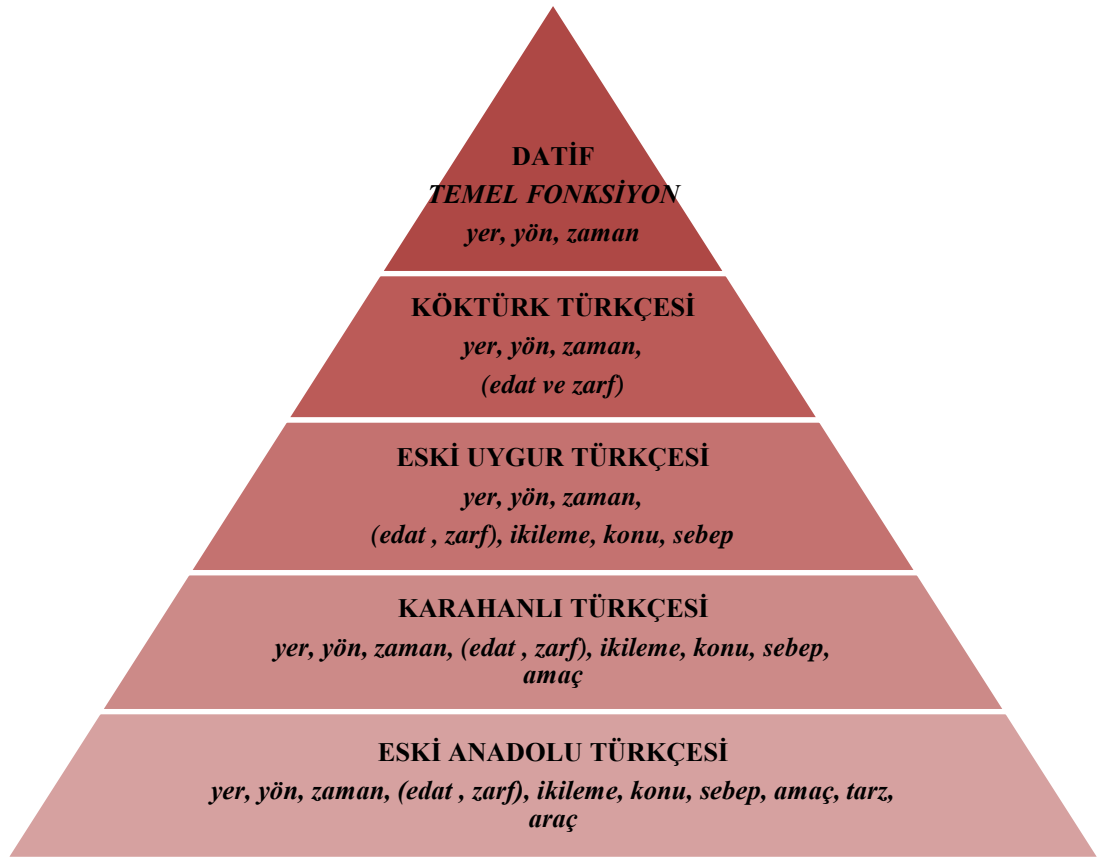 DATİF
TEMEL FONKSİYON
yer, yön, zaman
KÖKTÜRK TÜRKÇESİ
yer, yön, zaman,
(edat ve zarf)
ESKİ UYGUR TÜRKÇESİ
yer, yön, zaman,
(edat , zarf), ikileme, konu, sebep
KARAHANLI TÜRKÇESİ
yer, yön, zaman, (edat , zarf), ikileme, konu, sebep,
amaç
ESKİ ANADOLU TÜRKÇESİ
yer, yön, zaman, (edat , zarf), ikileme, konu, sebep, amaç, tarz,
araç